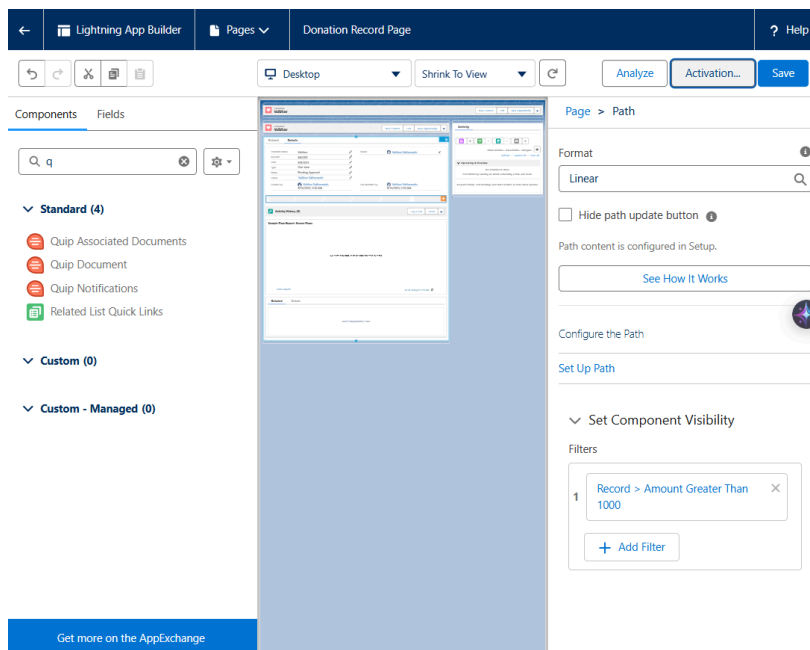 Lightning App Builder
Pages
Donation Record Page
? Help
Desktop
Shrink To View
Analyze
Activation...
Save
Components
Fields
q
Standard (4)
Quip Associated Documents
Quip Document
Quip Notifications
Related List Quick Links
Custom (0)
Custom - Managed (0)
Get more on the AppExchange
Activity
Page > Path
Format
Linear
Hide path update button
Path content is configured in Setup.
See How It Works
Configure the Path
Set Up Path
Set Component Visibility
Filters
1
Record > Amount Greater Than
1000
+ Add Filter